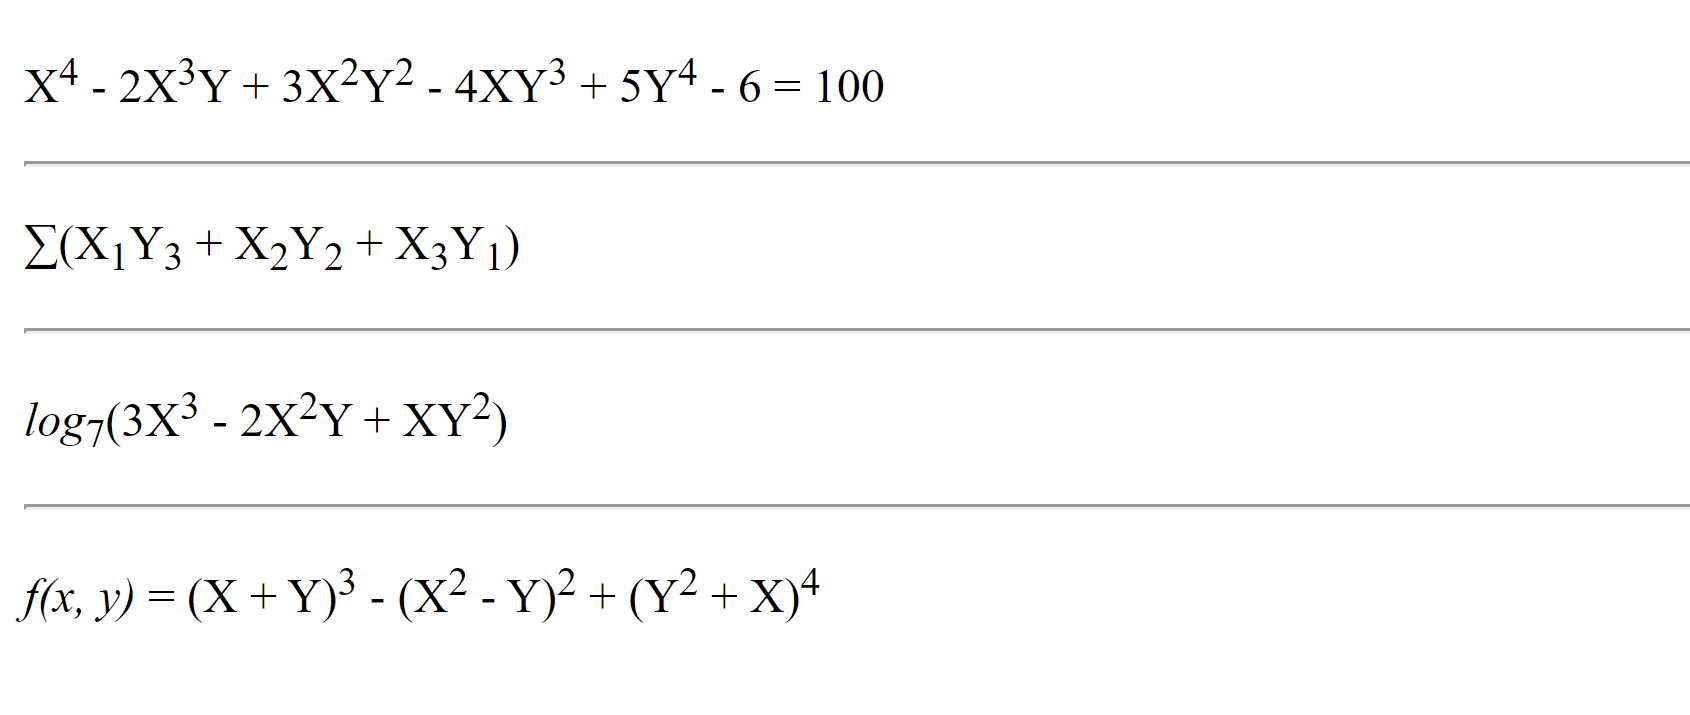 X⁴ - 2X³Y + 3X²Y² - 4XY³ + 5Y⁴ - 6 = 100
∑(X₁Y₃ + X₂Y₂ + X₃Y₁)
log₇(3X³ - 2X²Y + XY²)
f(x, y) = (X + Y)³ - (X² - Y)² + (Y² + X)⁴